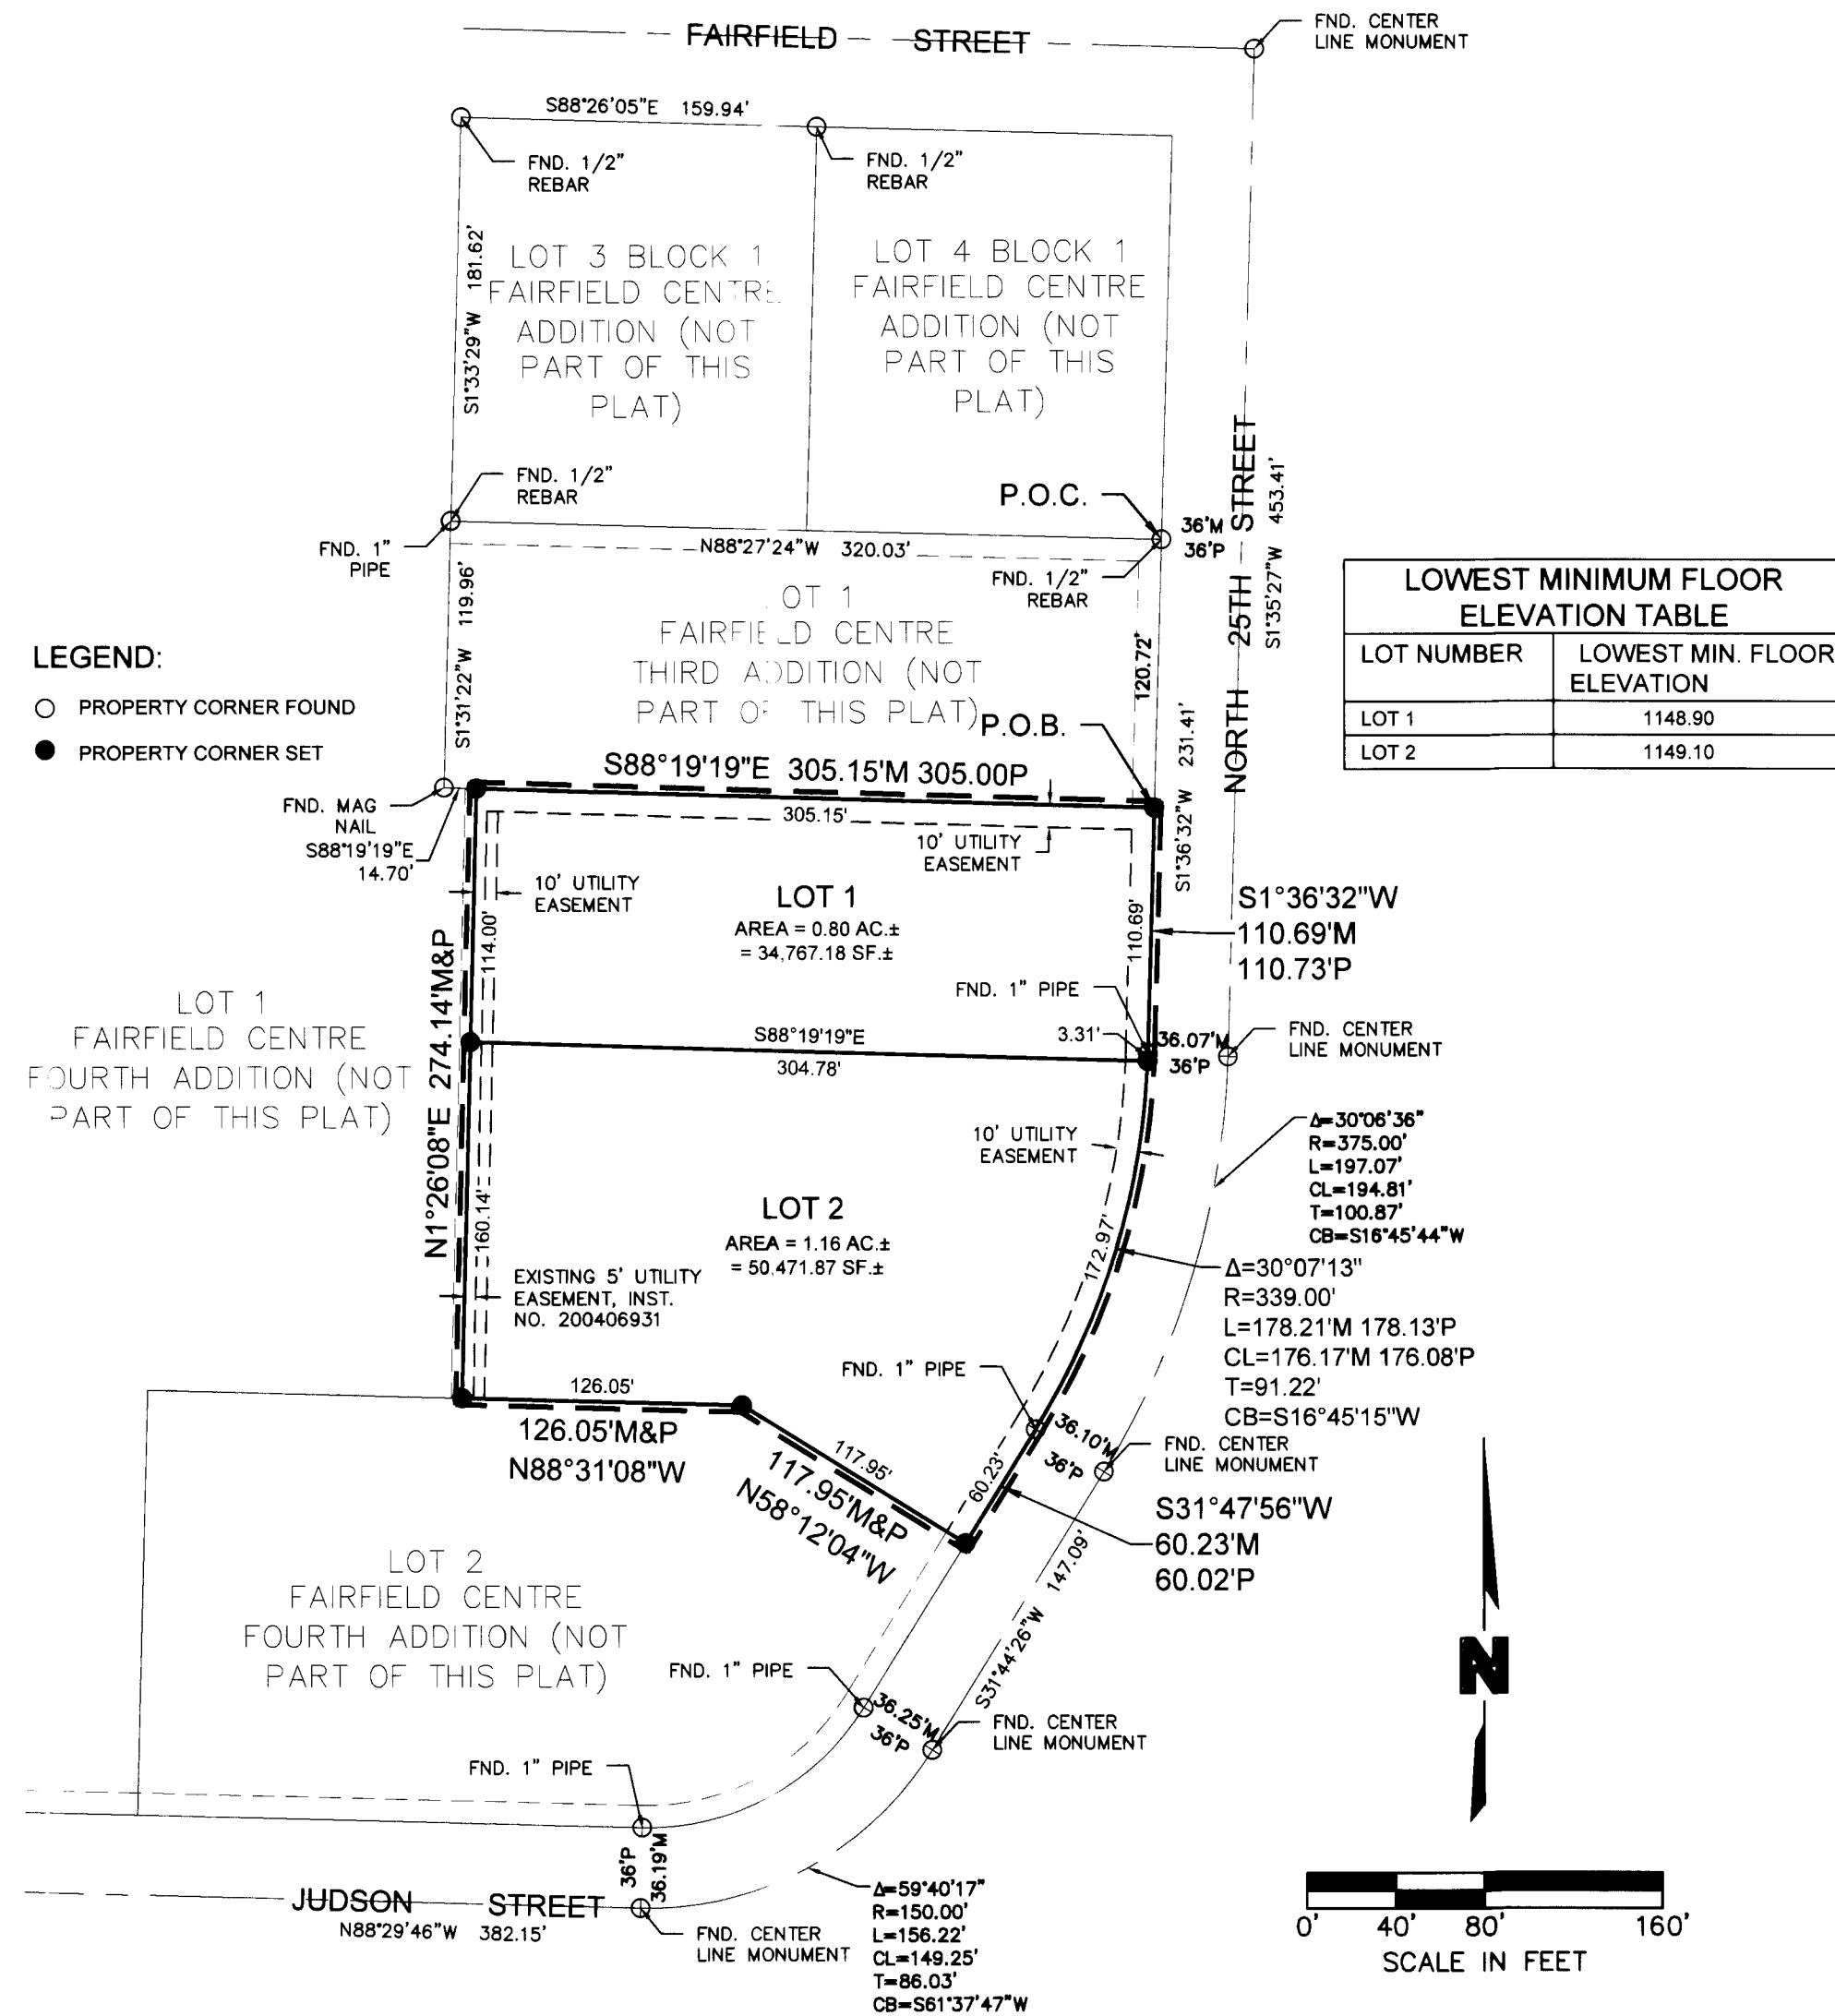 FAIRFIELD STREET
FND. CENTER
LINE MONUMENT
S88°26'05"E 159.94'
FND. 1/2"
REBAR
FND. 1/2"
REBAR
S1°33'29"W 181.62'
LOT 3 BLOCK 1
FAIRFIELD CENTRE
ADDITION (NOT
PART OF THIS
PLAT)
LOT 4 BLOCK 1
FAIRFIELD CENTRE
ADDITION (NOT
PART OF THIS
PLAT)
NORTH 25TH STREET
S1°35'27"W 453.41'
FND. 1/2"
REBAR
P.O.C.
36'M
36'P
FND. 1"
PIPE
N88°27'24"W 320.03'
FND. 1/2"
REBAR
S1°31'22"W 119.96'
LOT 1
FAIRFIELD CENTRE
THIRD ADDITION (NOT
PART OF THIS PLAT)
120.72'
S1°36'32"W 231.41'
P.O.B.
LOWEST MINIMUM FLOOR
ELEVATION TABLE
LOT NUMBER
LOWEST MIN. FLOOR
ELEVATION
LOT 1 1148.90
LOT 2 1149.10
LEGEND:
PROPERTY CORNER FOUND
PROPERTY CORNER SET
S88°19'19"E 305.15'M 305.00P
305.15'
FND. MAG
NAIL
S88°19'19"E
14.70'
10' UTILITY
EASEMENT
10' UTILITY
EASEMENT
LOT 1
AREA = 0.80 AC.±
= 34,767.18 SF.±
114.00'
110.69'
S1°36'32"W
110.69'M
110.73'P
FND. 1" PIPE
3.31'
36.07'M
36'P
FND. CENTER
LINE MONUMENT
S88°19'19"E
304.78'
LOT 1
FAIRFIELD CENTRE
FOURTH ADDITION (NOT
PART OF THIS PLAT)
N1°26'08"E 274.14'M&P
10' UTILITY
EASEMENT
Δ=30°06'36"
R=375.00'
L=197.07'
CL=194.81'
T=100.87'
CB=S16°45'44"W
160.14'
LOT 2
AREA = 1.16 AC.±
= 50,471.87 SF.±
172.97'
Δ=30°07'13"
R=339.00'
L=178.21'M 178.13'P
CL=176.17'M 176.08'P
T=91.22'
CB=S16°45'15"W
EXISTING 5' UTILITY
EASEMENT, INST.
NO. 200406931
FND. 1" PIPE
126.05'
126.05'M&P
N88°31'08"W
117.95'
117.95'M&P
N58°12'04"W
60.23'
36.10'M
36'P
FND. CENTER
LINE MONUMENT
S31°47'56"W
60.23'M
60.02'P
S31°44'26"W 147.09'
LOT 2
FAIRFIELD CENTRE
FOURTH ADDITION (NOT
PART OF THIS PLAT)
FND. 1" PIPE
36.25'M
36'P
FND. CENTER
LINE MONUMENT
N
FND. 1" PIPE
36'P
36.19'M
JUDSON STREET
N88°29'46"W 382.15'
FND. CENTER
LINE MONUMENT
Δ=59°40'17"
R=150.00'
L=156.22'
CL=149.25'
T=86.03'
CB=S61°37'47"W
0' 40' 80' 160'
SCALE IN FEET